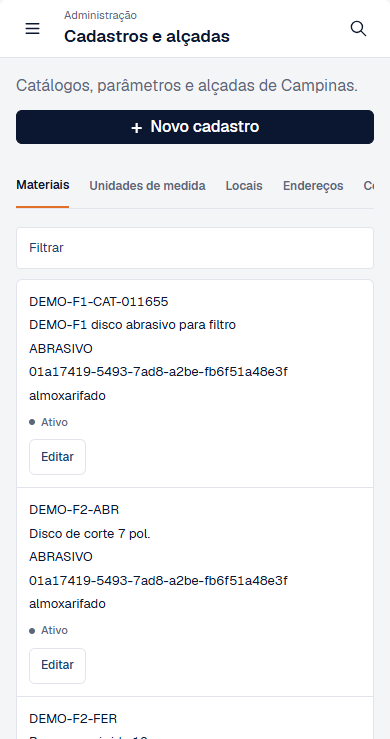 Administração
Cadastros e alçadas
Catálogos, parâmetros e alçadas de Campinas.
+ Novo cadastro
Materiais Unidades de medida Locais Endereços
Filtrar
DEMO-F1-CAT-011655
DEMO-F1 disco abrasivo para filtro
ABRASIVO
01a17419-5493-7ad8-a2be-fb6f51a48e3f
almoxarifado
Ativo
Editar
DEMO-F2-ABR
Disco de corte 7 pol.
ABRASIVO
01a17419-5493-7ad8-a2be-fb6f51a48e3f
almoxarifado
Ativo
Editar
DEMO-F2-FER